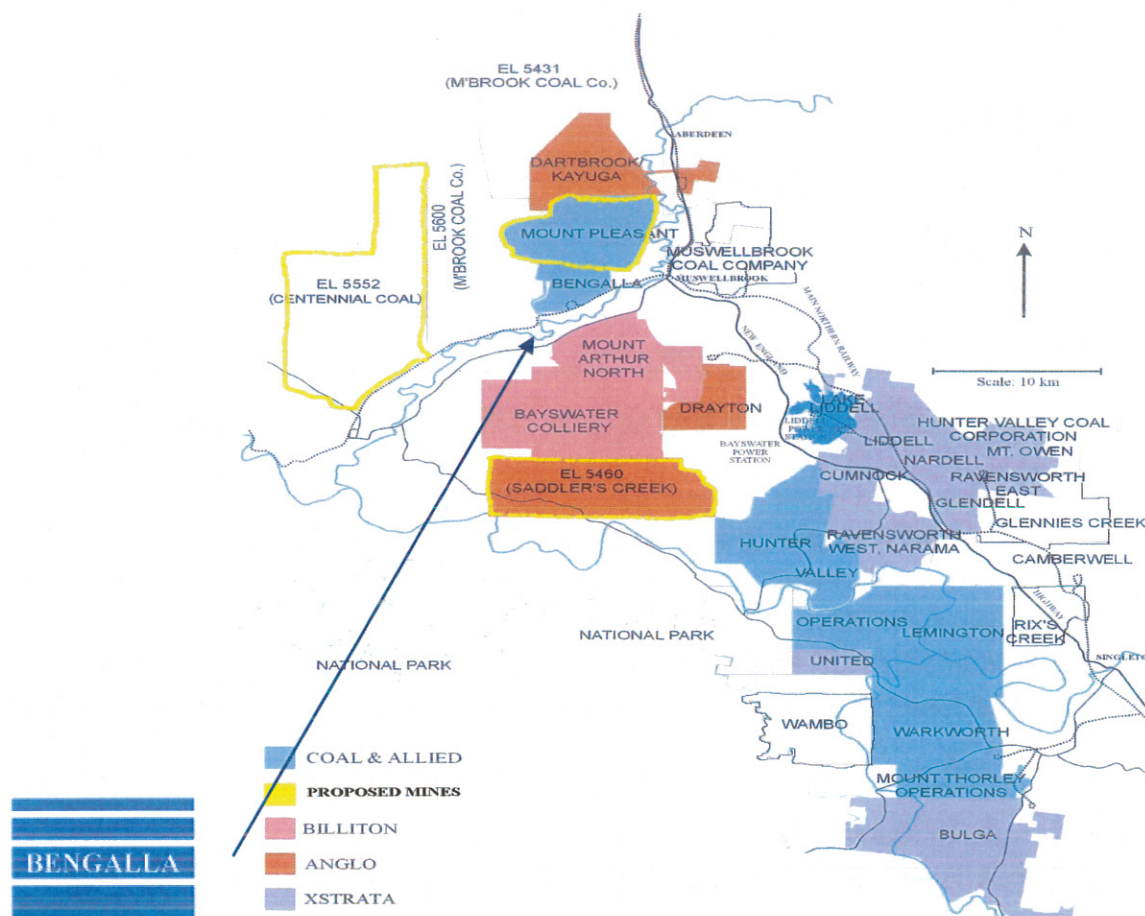 EL 5431
(M'BROOK COAL Co.)
ABERDEEN
DARTBROOK/
KAYUGA
EL 5600
(M'BROOK COAL Co.)
MOUNT PLEASANT
MUSWELLBROOK
COAL COMPANY
MUSWELLBROOK
N
EL 5552
(CENTENNIAL COAL)
BENGALLA
MAIN NORTHERN RAILWAY
NEW ENGLAND
MOUNT
ARTHUR
NORTH
Scale: 10 km
BAYSWATER
COLLIERY
DRAYTON
LAKE
LIDDELL
LIDDELL
POWER
STATION
BAYSWATER
POWER
STATION
LIDDELL
HUNTER VALLEY COAL
CORPORATION
MT. OWEN
NARDELL
EL 5460
(SADDLER'S CREEK)
CUMNOCK
RAVENSWORTH
EAST
GLENDELL
GLENNIES CREEK
HUNTER
VALLEY
OPERATIONS
RAVENSWORTH
WEST, NARAMA
CAMBERWELL
HIGHWAY
LEMINGTON
RIX'S
CREEK
NATIONAL PARK
NATIONAL PARK
UNITED
SINGLETO
WAMBO
WARKWORTH
MOUNT THORLEY
OPERATIONS
BULGA
COAL & ALLIED
PROPOSED MINES
BILLITON
ANGLO
XSTRATA
BENGALLA